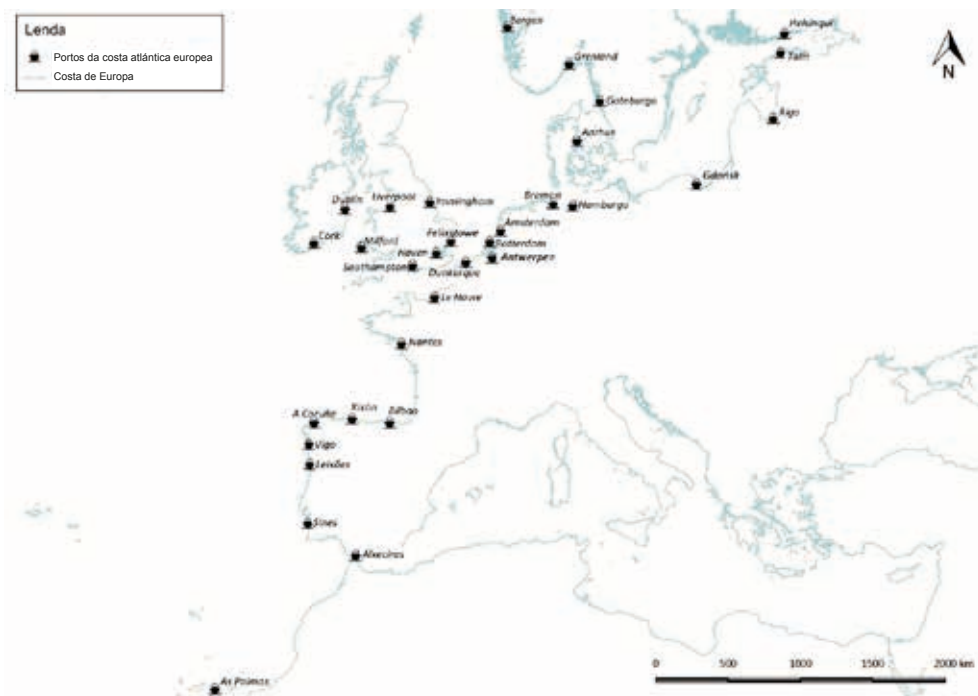 Lenda
Portos da costa atlántica europea
Costa de Europa
N
Bergen
Helsinqui
Grenland
Talín
Gotnburgo
Riga
Aarhus
Gdansk
Dublín
Liverpool
Immingham
Bremen
Hamburgo
Cork
Milford
Felixstowe
Amsterdam
Haven
Rotterdam
Southampton
Antwerpen
Dunkerque
Le Havre
Nantes
A Coruña
Xixón
Bilbao
Vigo
Leixões
Sines
Alxeciras
As Palmas
0 500 1000 1500 2000 km